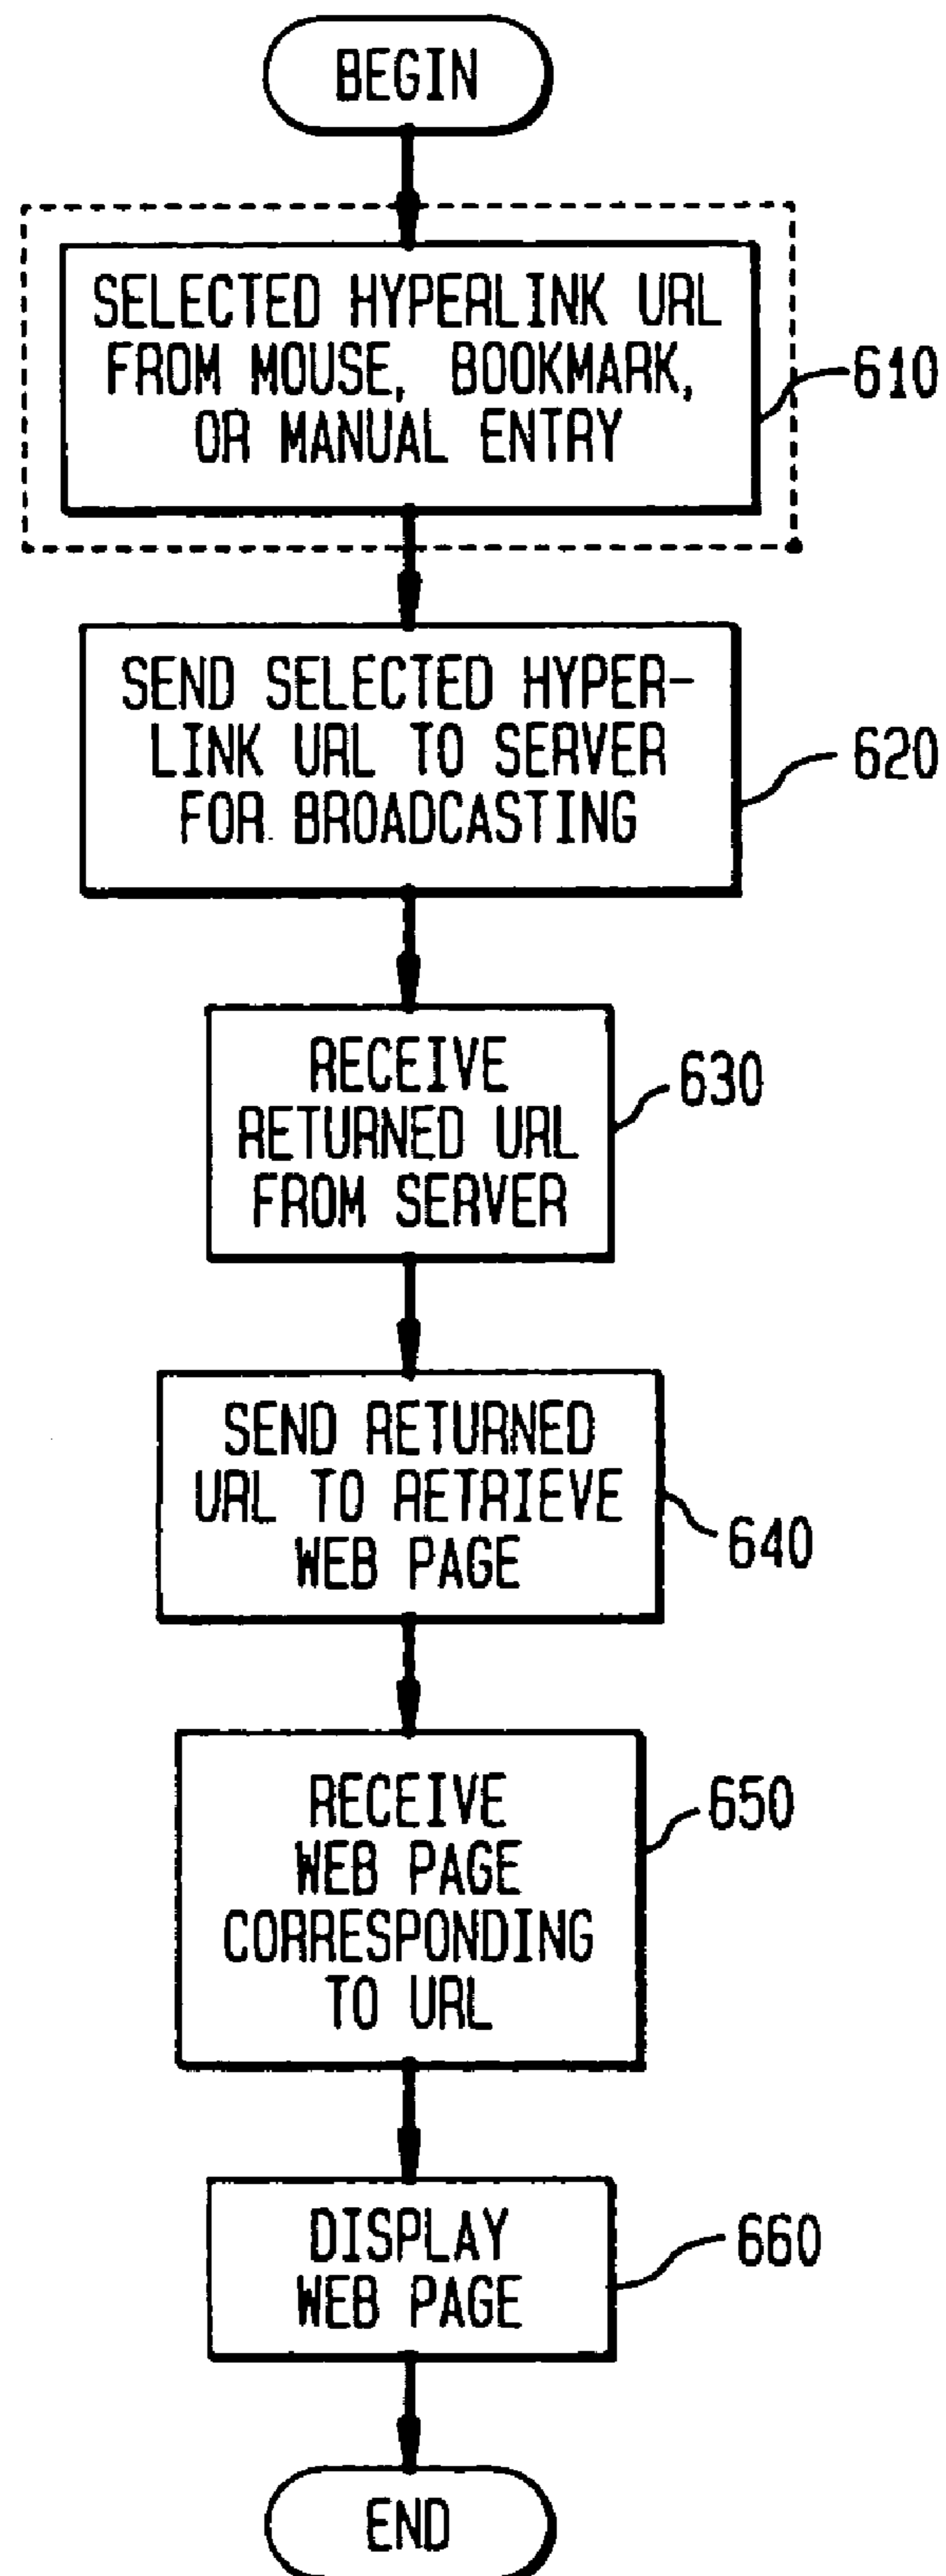 BEGIN
SELECTED HYPERLINK URL
FROM MOUSE, BOOKMARK,
OR MANUAL ENTRY
610
SEND SELECTED HYPER-
LINK URL TO SERVER
FOR BROADCASTING
620
RECEIVE
RETURNED URL
FROM SERVER
630
SEND RETURNED
URL TO RETRIEVE
WEB PAGE
640
RECEIVE
WEB PAGE
CORRESPONDING
TO URL
650
DISPLAY
WEB PAGE
660
END